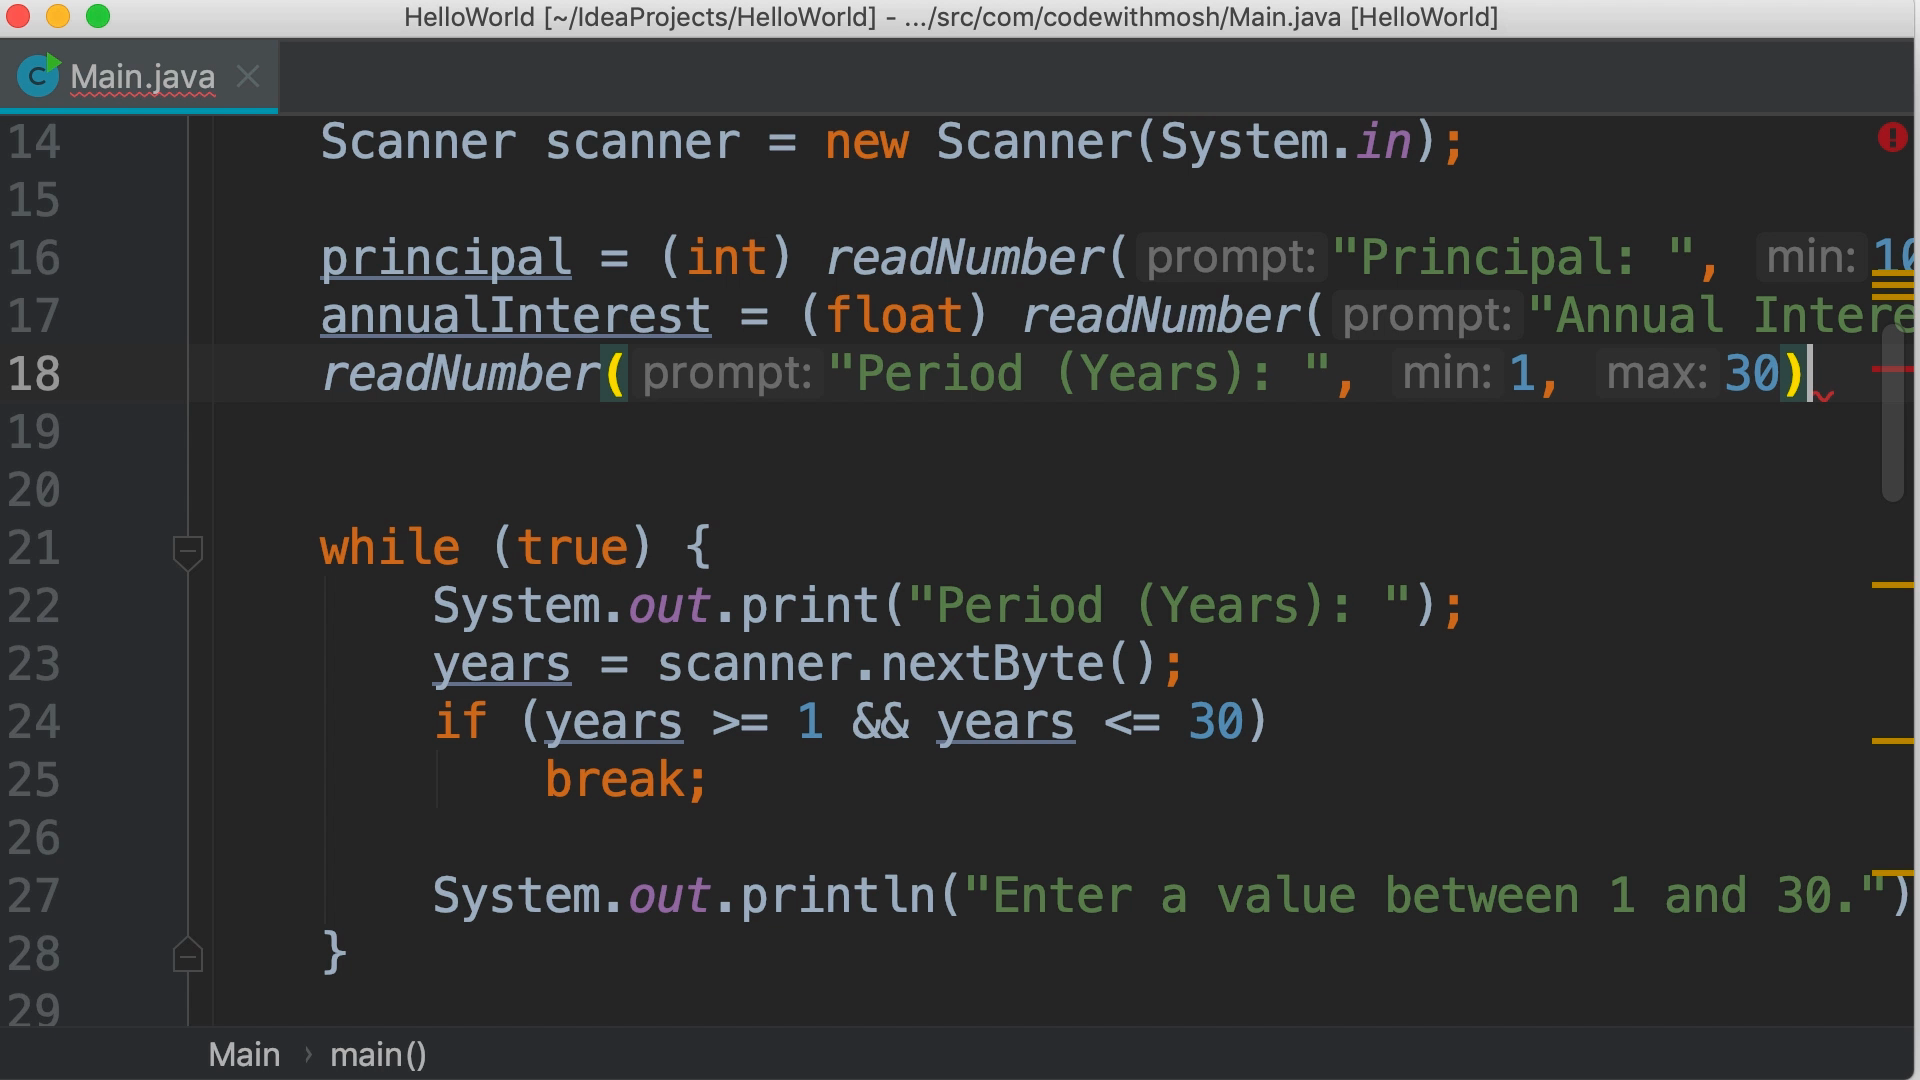 HelloWorld [~/IdeaProjects/HelloWorld] - .../src/com/codewithmosh/Main.java [HelloWorld]
Main.java
14 Scanner scanner = new Scanner(System.in);
15
16 principal = (int) readNumber( prompt: "Principal: ", min: 10
17 annualInterest = (float) readNumber( prompt: "Annual Intere
18 readNumber( prompt: "Period (Years): ", min: 1, max: 30)
19
20
21 while (true) {
22 System.out.print("Period (Years): ");
23 years = scanner.nextByte();
24 if (years >= 1 && years <= 30)
25 break;
26
27 System.out.println("Enter a value between 1 and 30.")
28 }
29
Main › main()